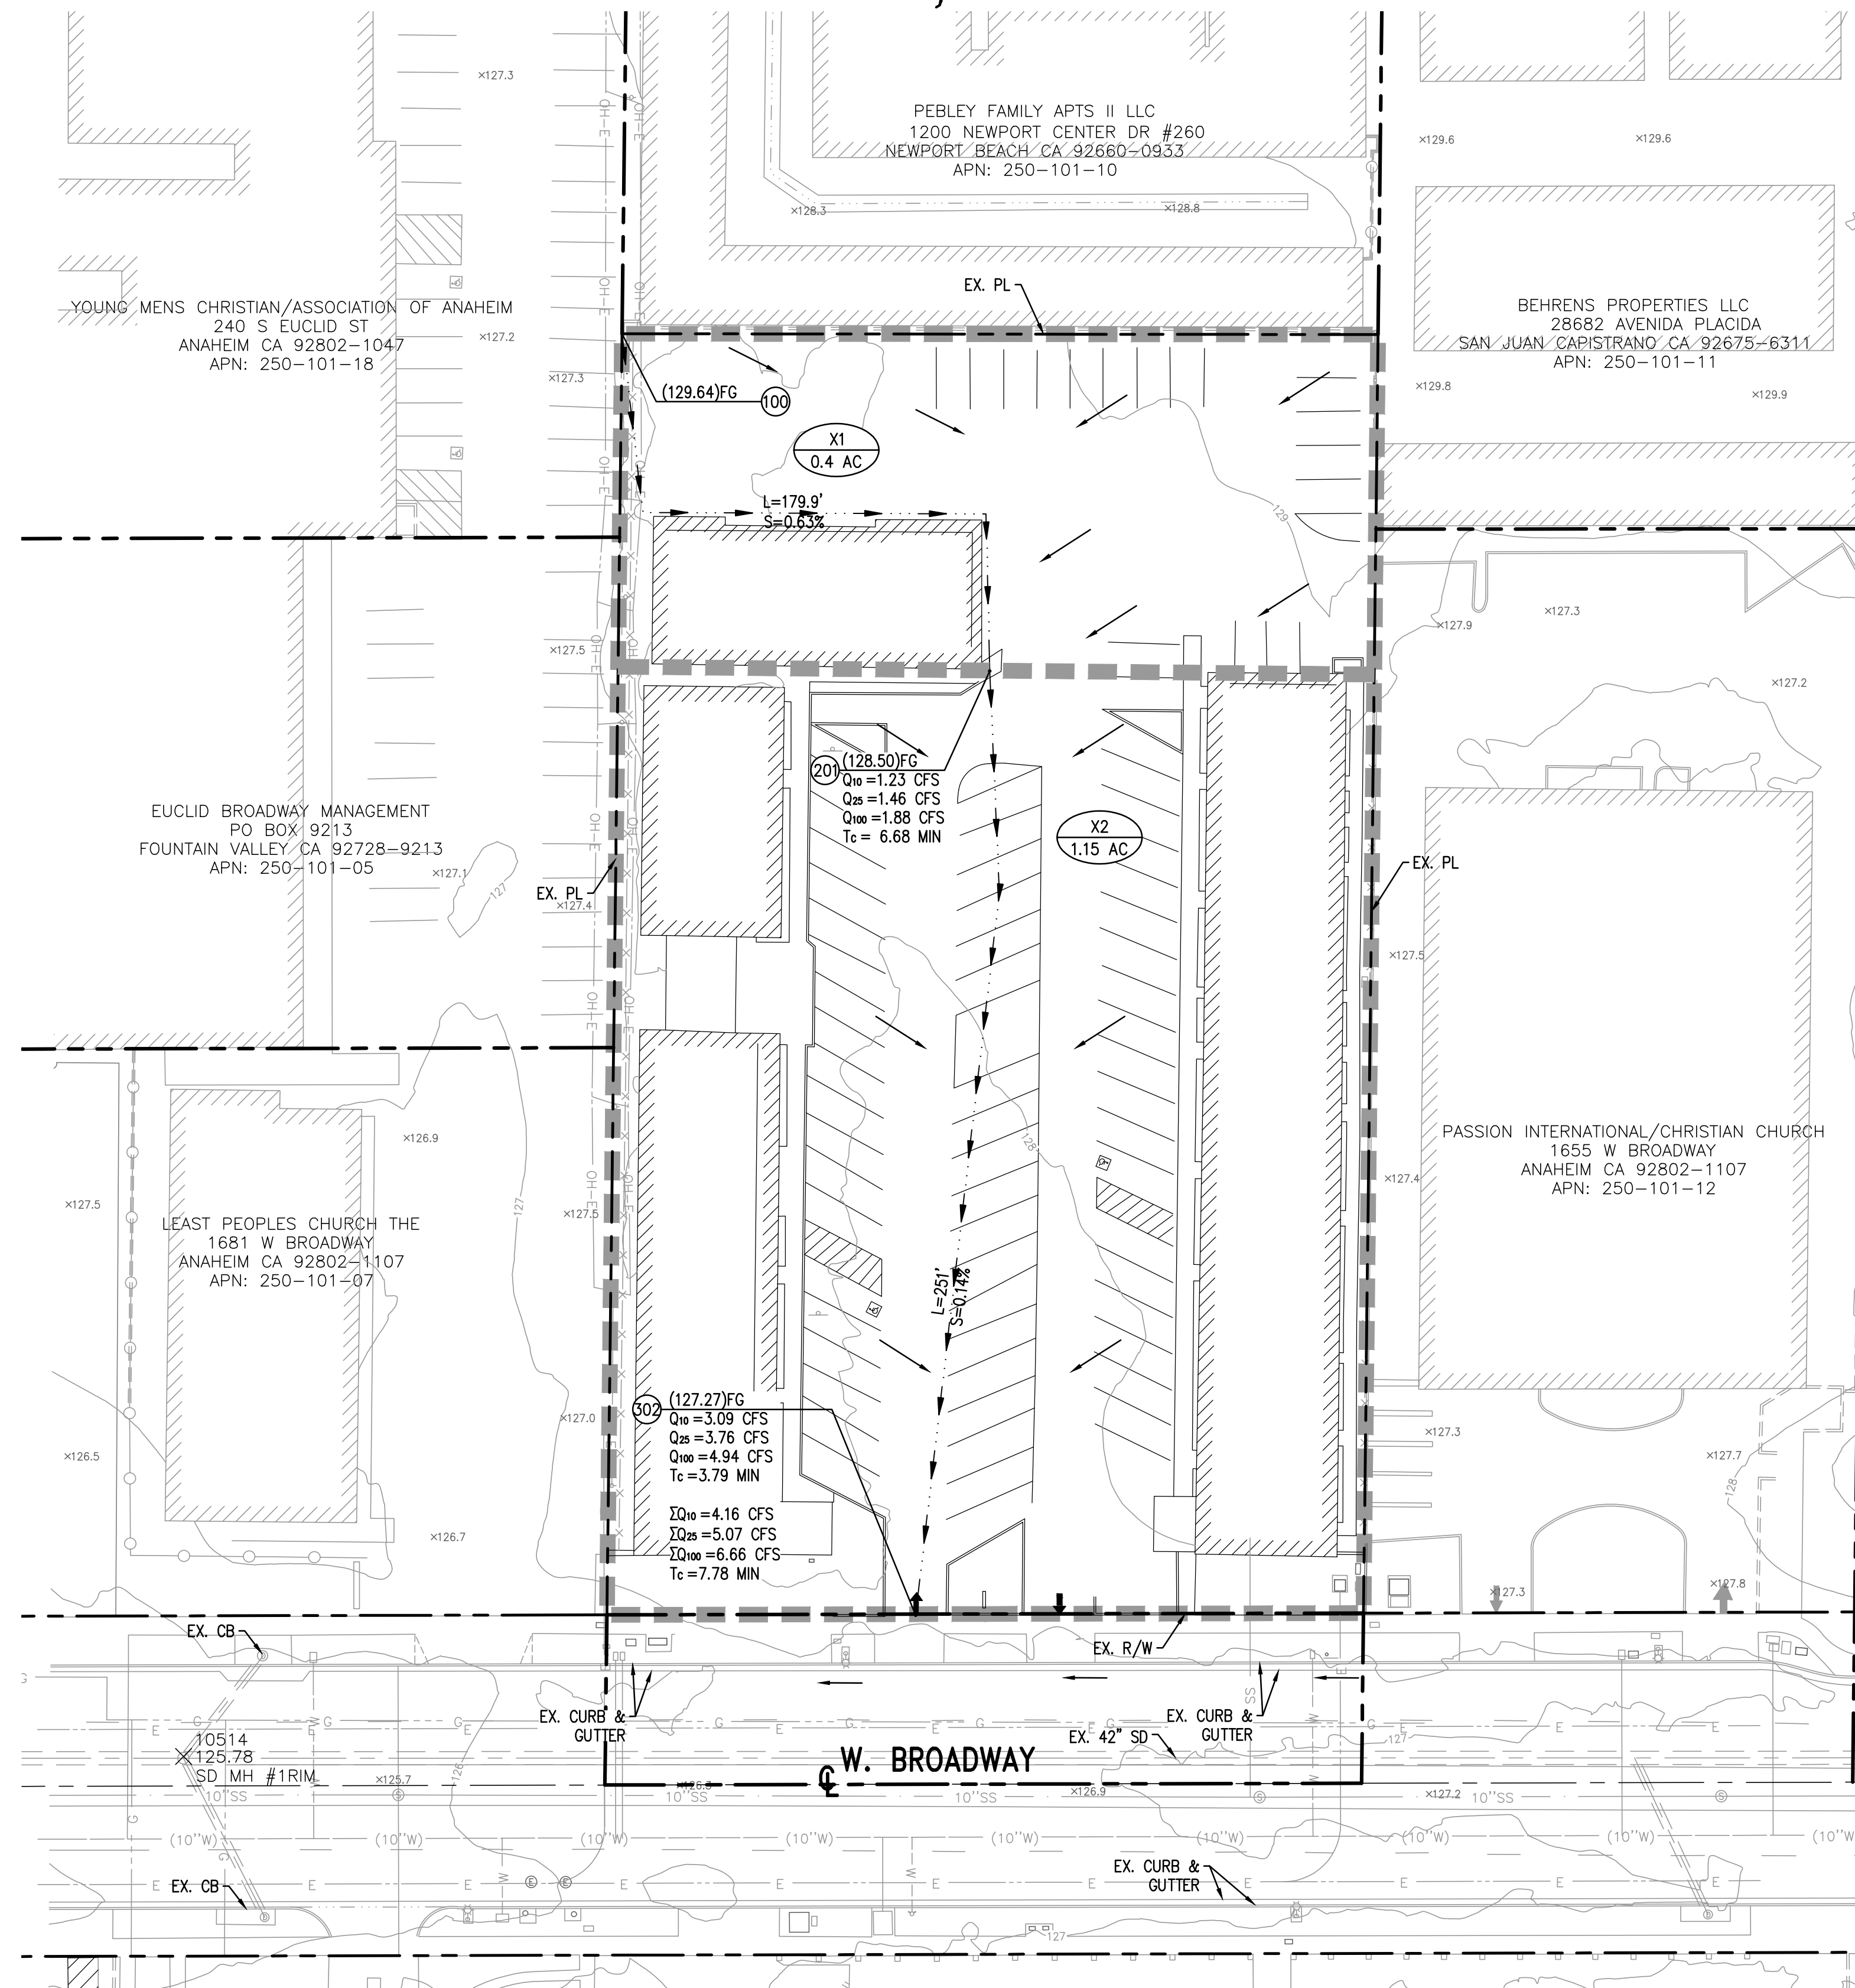 ×127.3
PEBLEY FAMILY APTS II LLC
1200 NEWPORT CENTER DR #260
NEWPORT BEACH CA 92660-0933
APN: 250-101-10
×129.6
×129.6
×128.3
×128.8
OH-E
OH-E
EX. PL
YOUNG MENS CHRISTIAN/ASSOCIATION OF ANAHEIM
240 S EUCLID ST
ANAHEIM CA 92802-1047
APN: 250-101-18
×127.2
×127.3
BEHRENS PROPERTIES LLC
28682 AVENIDA PLACIDA
SAN JUAN CAPISTRANO CA 92675-6311
APN: 250-101-11
×129.8
×129.9
(129.64)FG
100
X1
0.4 AC
L=179.9'
S=0.63%
129
×127.5
×127.9
×127.3
×127.2
201
(128.50)FG
Q10 =1.23 CFS
Q25 =1.46 CFS
Q100 =1.88 CFS
Tc = 6.68 MIN
X2
1.15 AC
EUCLID BROADWAY MANAGEMENT
PO BOX 9213
FOUNTAIN VALLEY CA 92728-9213
APN: 250-101-05
×127.1
127
EX. PL
×127.4
EX. PL
×127.5
128
×126.9
127
×127.5
×127.5
×127.4
PASSION INTERNATIONAL/CHRISTIAN CHURCH
1655 W BROADWAY
ANAHEIM CA 92802-1107
APN: 250-101-12
LEAST PEOPLES CHURCH THE
1681 W BROADWAY
ANAHEIM CA 92802-1107
APN: 250-101-07
L=251'
S=0.14%
302
(127.27)FG
Q10 =3.09 CFS
Q25 =3.76 CFS
Q100 =4.94 CFS
Tc =3.79 MIN
ΣQ10 =4.16 CFS
ΣQ25 =5.07 CFS
ΣQ100 =6.66 CFS
Tc =7.78 MIN
×127.0
×126.5
×126.7
×127.3
×127.7
128
×127.3
×127.8
EX. CB
EX. R/W
EX. CURB &
GUTTER
EX. CURB &
GUTTER
EX. 42" SD
127
10514
125.78
SD MH #1RIM
126
W. BROADWAY
×125.7
×126.3
×126.9
×127.2
10"SS
10"SS
10"SS
10"SS
(10"W)
(10"W)
(10"W)
(10"W)
(10"W)
(10"W)
(10"W)
(10"W)
(10"W
EX. CB
EX. CURB &
GUTTER
127